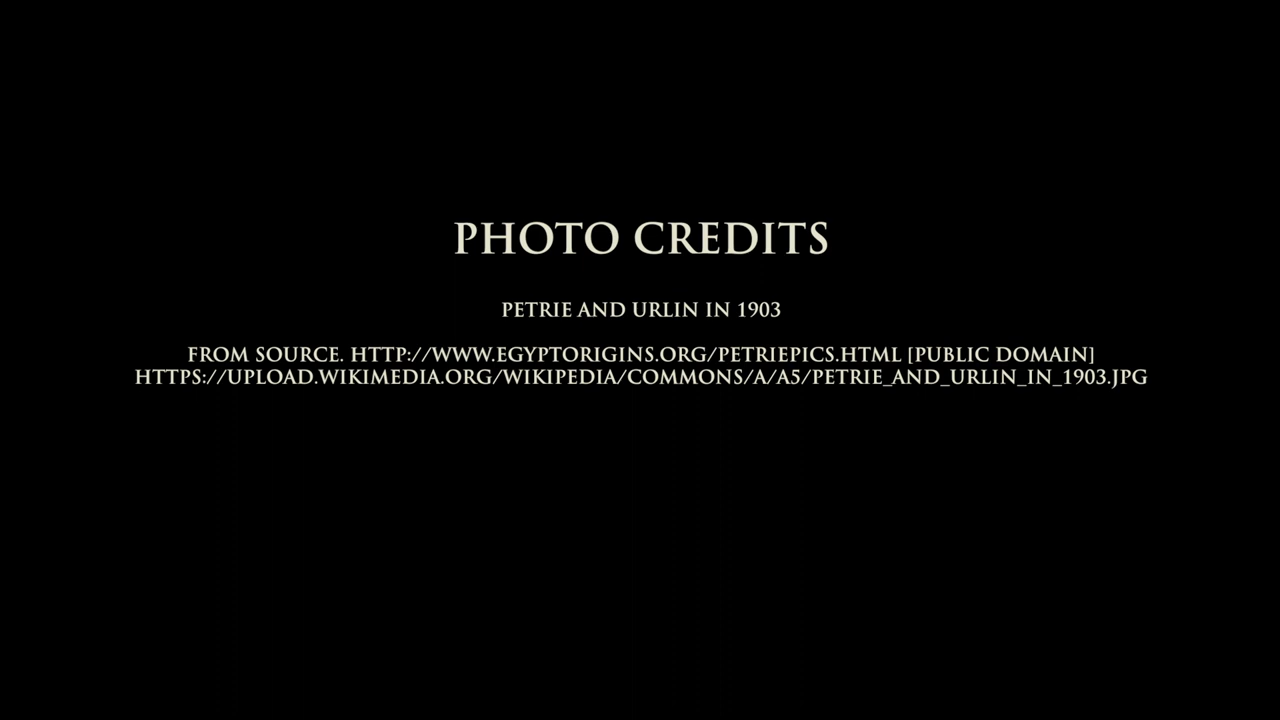 PHOTO CREDITS
PETRIE AND URLIN IN 1903
FROM SOURCE. HTTP://WWW.EGYPTORIGINS.ORG/PETRIEPICS.HTML [PUBLIC DOMAIN]
HTTPS://UPLOAD.WIKIMEDIA.ORG/WIKIPEDIA/COMMONS/A/A5/PETRIE_AND_URLIN_IN_1903.JPG